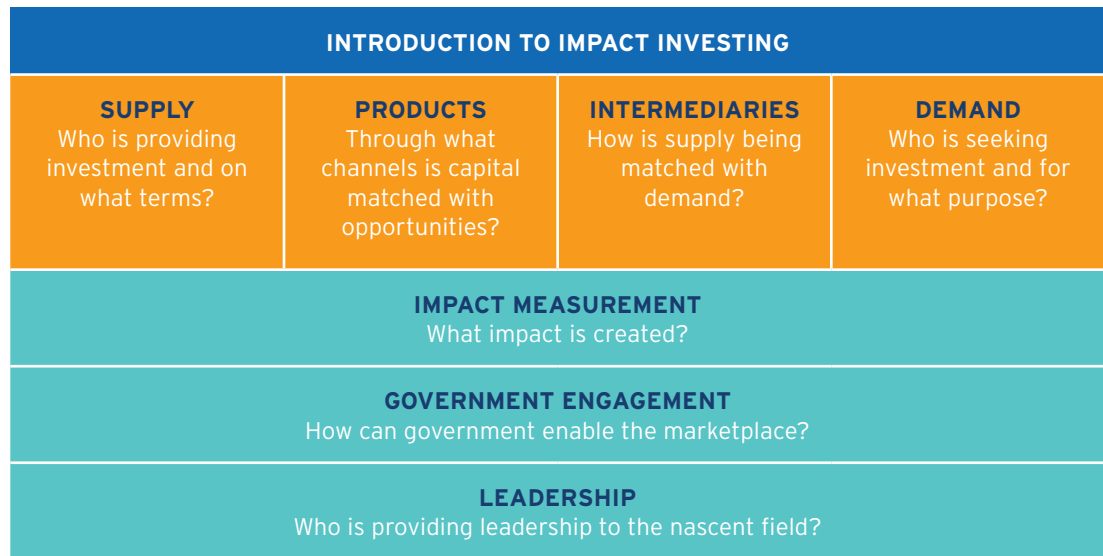 INTRODUCTION TO IMPACT INVESTING
SUPPLY
Who is providing
investment and on
what terms?
PRODUCTS
Through what
channels is capital
matched with
opportunities?
INTERMEDIARIES
How is supply being
matched with
demand?
DEMAND
Who is seeking
investment and for
what purpose?
IMPACT MEASUREMENT
What impact is created?
GOVERNMENT ENGAGEMENT
How can government enable the marketplace?
LEADERSHIP
Who is providing leadership to the nascent field?